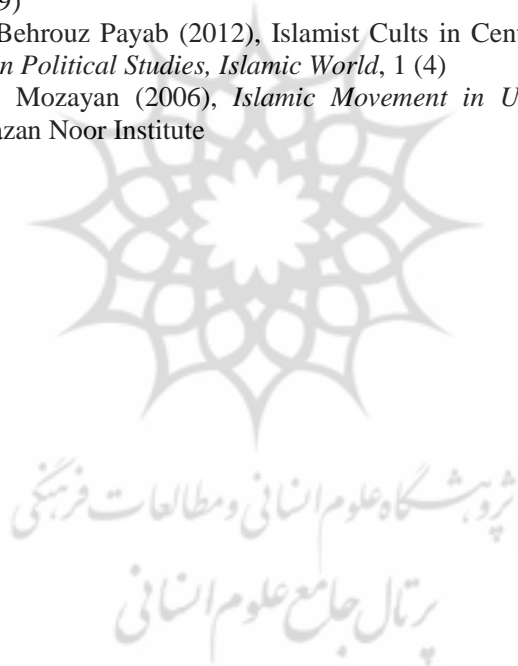 9)
Behrouz Payab (2012), Islamist Cults in Cent
n Political Studies, Islamic World, 1 (4)
Mozayan (2006), Islamic Movement in U
azan Noor Institute
پژوهشگاه علوم انسانی و مطالعات فرهنگی
پرتال جامع علوم انسانی